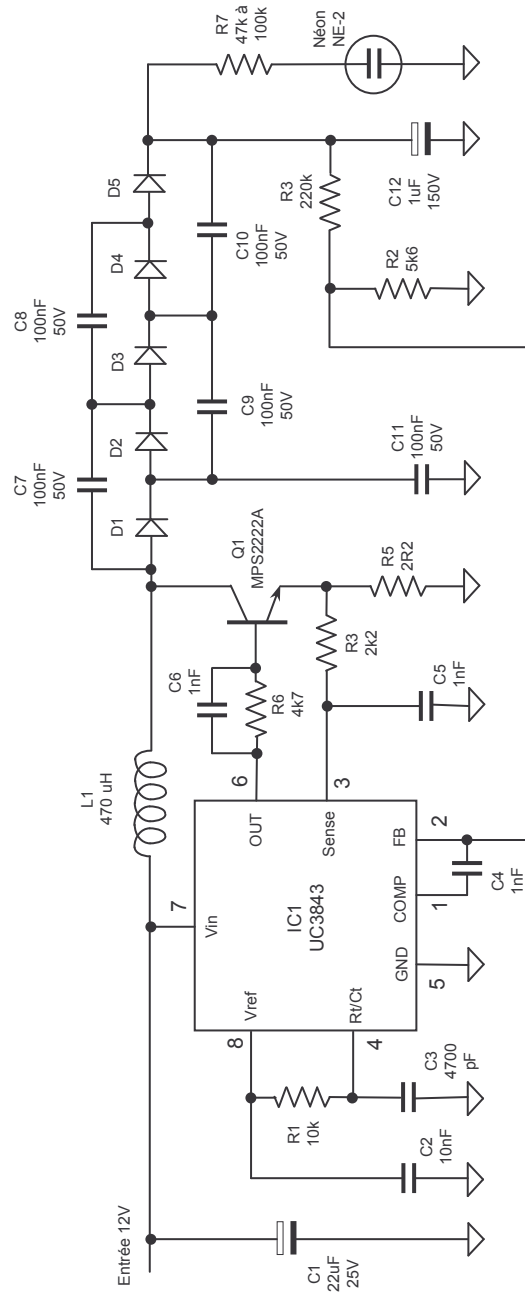 Entrée 12V
C1
22uF
25V
C2
10nF
R1
10k
C3
4700
pF
8
Vref
4
Rt/Ct
7
Vin
IC1
UC3843
GND
5
COMP
1
FB
2
OUT
6
Sense
3
C4
1nF
L1
470 uH
C6
1nF
R6
4k7
Q1
MPS2222A
R3
2k2
C5
1nF
R5
2R2
D1
D2
D3
D4
D5
C7
100nF
50V
C8
100nF
50V
C9
100nF
50V
C10
100nF
50V
C11
100nF
50V
R3
220k
R2
5k6
C12
1uF
150V
R7
47k à
100k
Néon
NE-2